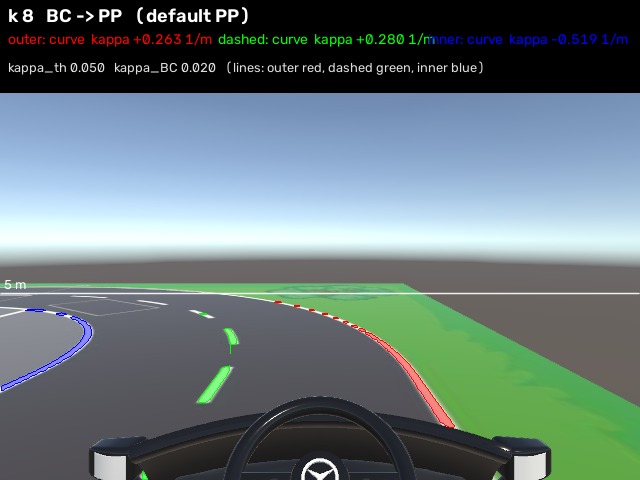 k 8 BC -> PP (default PP)
outer: curve kappa +0.263 1/m dashed: curve kappa +0.280 1/m inner: curve kappa -0.519 1/m
kappa_th 0.050 kappa_BC 0.020 (lines: outer red, dashed green, inner blue)
5 m